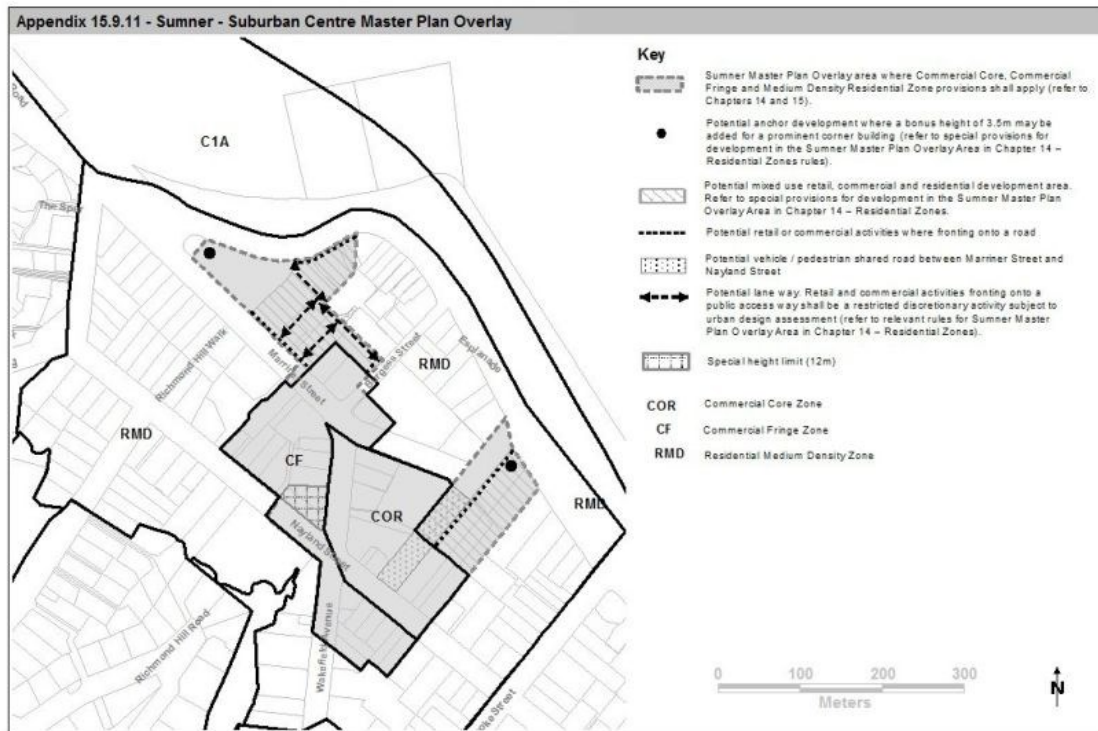 Appendix 15.9.11 - Sumner - Suburban Centre Master Plan Overlay
Key
Sumner Master Plan Overlay area where Commercial Core, Commercial
Fringe and Medium Density Residential Zone provisions shall apply (refer to
Chapters 14 and 15).
Potential anchor development where a bonus height of 3.5m may be
added for a prominent corner building (refer to special provisions for
development in the Sumner Master Plan Overlay Area in Chapter 14 –
Residential Zones rules).
Potential mixed use retail, commercial and residential development area.
Refer to special provisions for development in the Sumner Master Plan
Overlay Area in Chapter 14 – Residential Zones.
Potential retail or commercial activities where fronting onto a road
Potential vehicle / pedestrian shared road between Marriner Street and
Nayland Street
Potential lane way. Retail and commercial activities fronting onto a
public access way shall be a restricted discretionary activity subject to
urban design assessment (refer to relevant rules for Sumner Master
Plan Overlay Area in Chapter 14 – Residential Zones).
Special height limit (12m)
COR Commercial Core Zone
CF Commercial Fringe Zone
RMD Residential Medium Density Zone
0 100 200 300
Meters
N
C1A
The Spur
Richmond Hill Walk
Marriner Street
Burgess Street
RMD
Esplanade
RMD
CF
COR
RMD
Nayland Street
Wakefield Avenue
Richmond Hill Road
oke Street